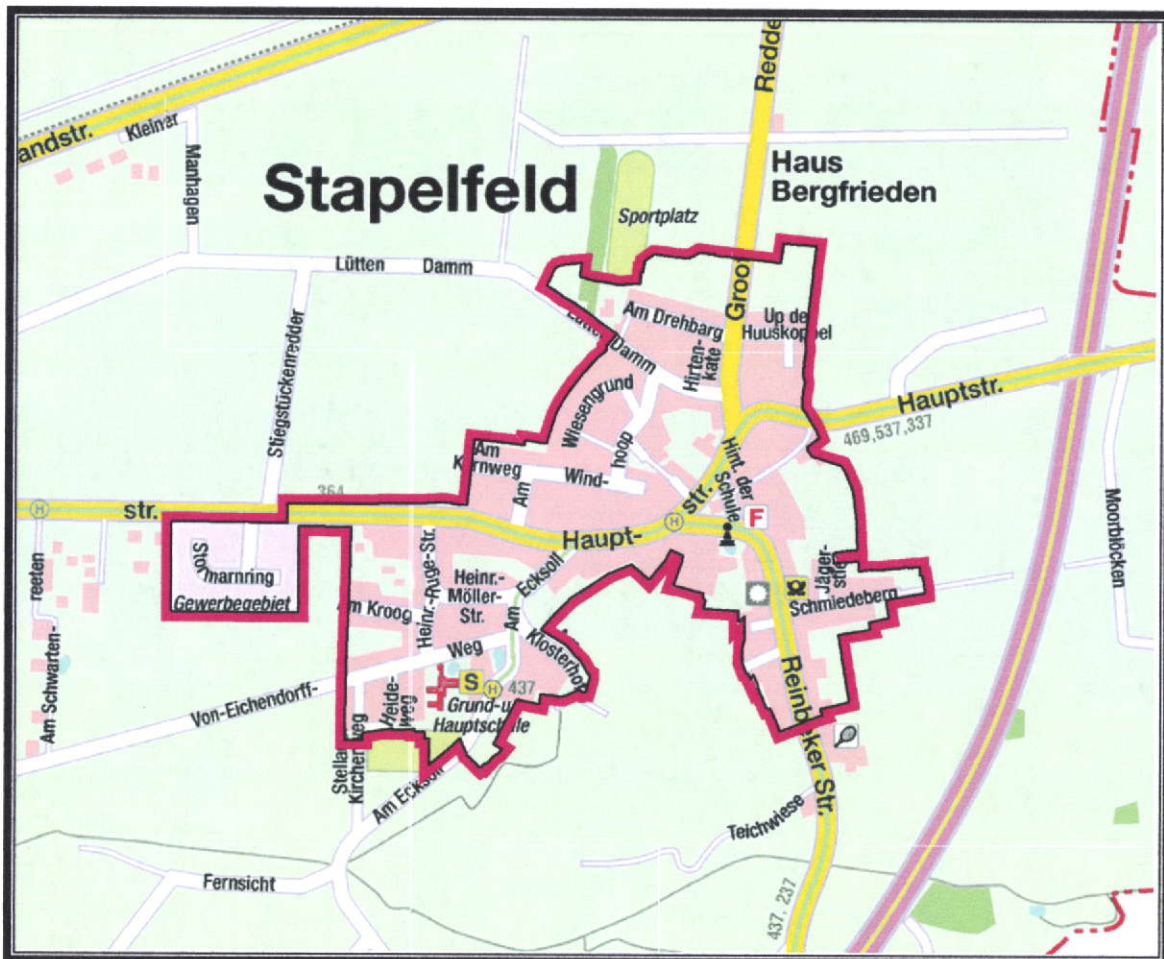 andstr.
Kleiner
Manhagen
Redde
Haus
Bergfrieden
Stapelfeld
Sportplatz
Lütten Damm
Groot
Am Drehbarg
Up de
Huuskoppel
Damm
Hirten-
kate
Stiegstückenredder
Wiesengrund
Hauptstr.
469,537,337
Am
Kornweg
Wind-
hoop
Am
Hint. der
Schule
364
str.
H
Haupt-
H
str.
F
Moorblöcken
reeten
Stormarnring
Gewerbegebiet
Am Kroog
Heinr.-Ruge-Str.
Heinr.-
Möller-
Str.
Am Ecksoll
Weg
Klosterhof
Jäger-
Schmiedeberg
Am Schwarten-
Von-Eichendorff-
Heide-
weg
S
H
437
Grund-u
Hauptschule
Reinbeker Str.
Stellau
Kirchenweg
Am Ecksoll
Teichwiese
Fernsicht
437, 237